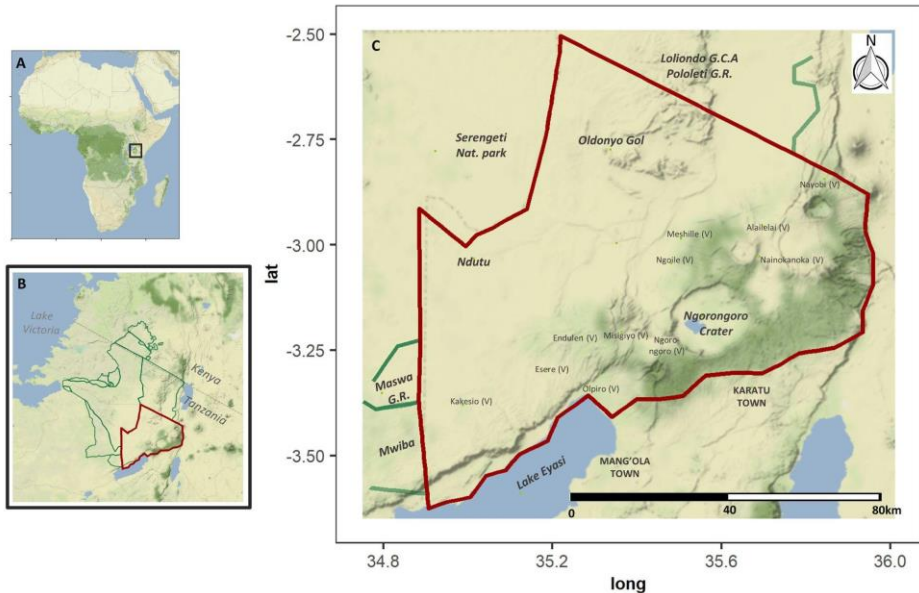 A
B
Lake
Victoria
Kenya
Tanzania
C
N
Loliondo G.C.A
Pololeti G.R.
Serengeti
Nat. park
Oldonyo Gol
Nayobi (V)
Meshille (V)
Alailelai (V)
Ndutu
Ngoile (V)
Nainokanoka (V)
Ngorongoro
Crater
Endulen (V)
Misigiyo (V)
Ngoro-
ngoro (V)
Esere (V)
Maswa
G.R.
Olpiro (V)
Kakesio (V)
KARATU
TOWN
Mwiba
MANG'OLA
TOWN
Lake Eyasi
0
40
80km
-2.50
-2.75
-3.00
-3.25
-3.50
lat
34.8
35.2
35.6
36.0
long